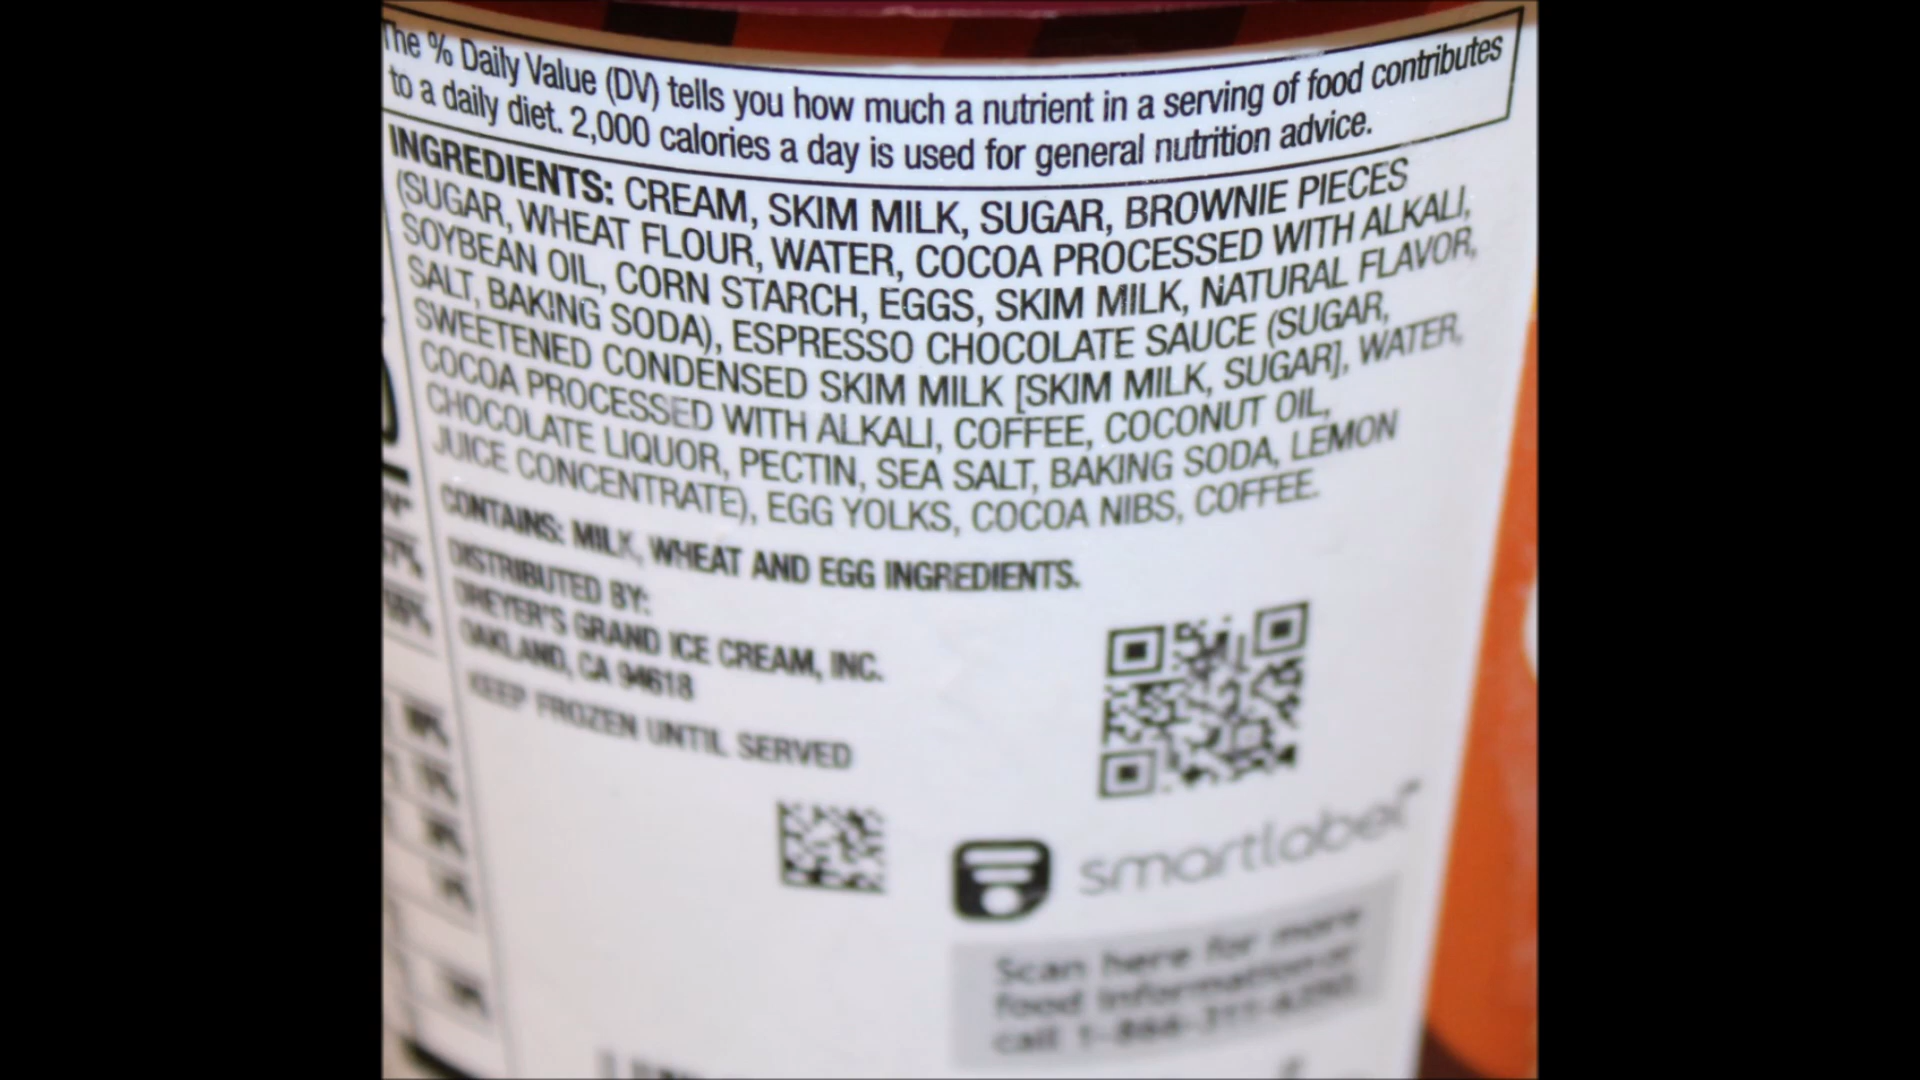 The % Daily Value (DV) tells you how much a nutrient in a serving of food contributes
to a daily diet. 2,000 calories a day is used for general nutrition advice.
INGREDIENTS: CREAM, SKIM MILK, SUGAR, BROWNIE PIECES
(SUGAR, WHEAT FLOUR, WATER, COCOA PROCESSED WITH ALKALI,
SOYBEAN OIL, CORN STARCH, EGGS, SKIM MILK, NATURAL FLAVOR,
SALT, BAKING SODA), ESPRESSO CHOCOLATE SAUCE (SUGAR,
SWEETENED CONDENSED SKIM MILK [SKIM MILK, SUGAR], WATER,
COCOA PROCESSED WITH ALKALI, COFFEE, COCONUT OIL,
CHOCOLATE LIQUOR, PECTIN, SEA SALT, BAKING SODA, LEMON
JUICE CONCENTRATE), EGG YOLKS, COCOA NIBS, COFFEE.
CONTAINS: MILK, WHEAT AND EGG INGREDIENTS.
DISTRIBUTED BY:
DREYER'S GRAND ICE CREAM, INC.
OAKLAND, CA 94618
KEEP FROZEN UNTIL SERVED
smartlabel™
Scan here for more
food information or
call